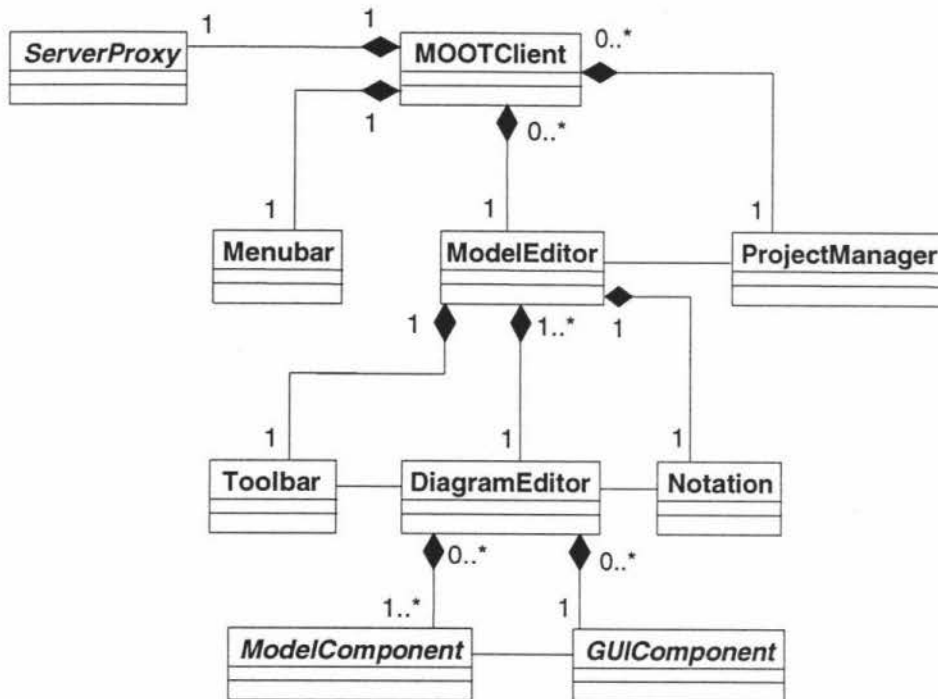 1
1
0..*
ServerProxy
MOOTClient
1
0..*
1
1
1
Menubar
ModelEditor
ProjectManager
1
1..*
1
1
1
1
Toolbar
DiagramEditor
Notation
0..*
0..*
1..*
1
ModelComponent
GUIComponent